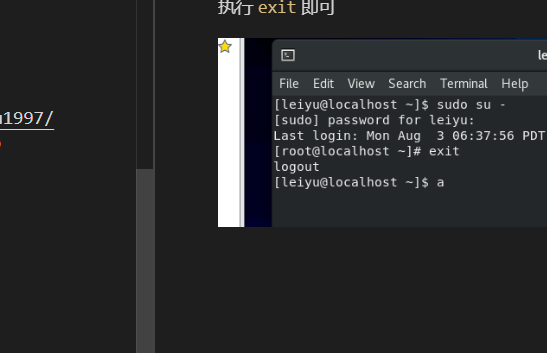 执行 exit 即可
1997/
le
File Edit View Search Terminal Help
[leiyu@localhost ~]$ sudo su -
[sudo] password for leiyu:
Last login: Mon Aug  3 06:37:56 PDT
[root@localhost ~]# exit
logout
[leiyu@localhost ~]$ a